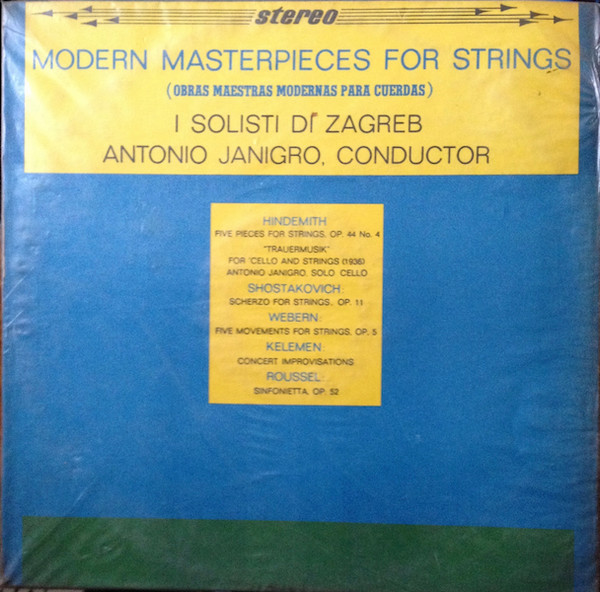 stereo
MODERN MASTERPIECES FOR STRINGS
(OBRAS MAESTRAS MODERNAS PARA CUERDAS)
I SOLISTI DI ZAGREB
ANTONIO JANIGRO, CONDUCTOR
HINDEMITH
FIVE PIECES FOR STRINGS, OP. 44 No. 4
"TRAUERMUSIK"
FOR 'CELLO AND STRINGS (1936)
ANTONIO JANIGRO, SOLO CELLO
SHOSTAKOVICH:
SCHERZO FOR STRINGS, OP. 11
WEBERN:
FIVE MOVEMENTS FOR STRINGS, OP. 5
KELEMEN:
CONCERT IMPROVISATIONS
ROUSSEL:
SINFONIETTA, OP. 52